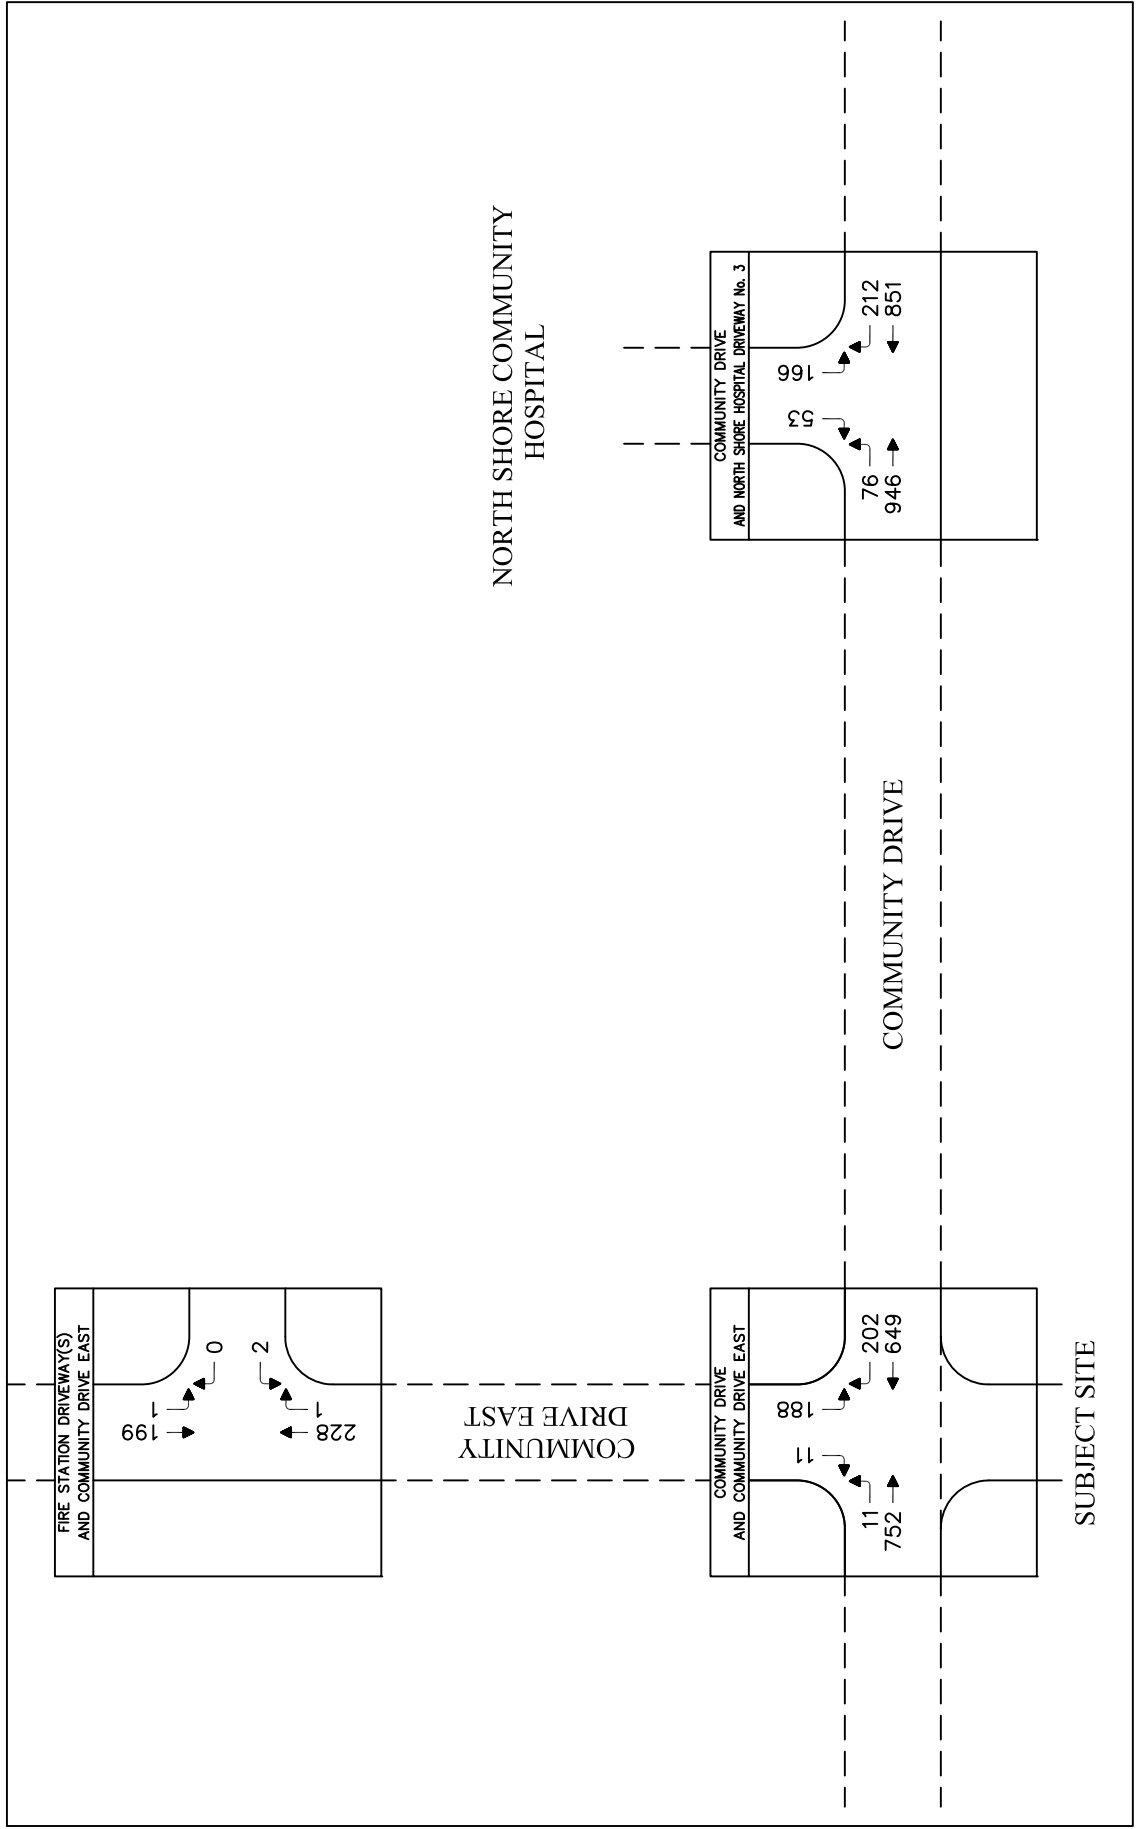 FIRE STATION DRIVEWAY(S)
AND COMMUNITY DRIVE EAST
199
1
0
2
1
228
COMMUNITY
DRIVE EAST
NORTH SHORE COMMUNITY
HOSPITAL
COMMUNITY DRIVE
AND NORTH SHORE HOSPITAL DRIVEWAY No. 3
53
166
76
946
212
851
COMMUNITY DRIVE
COMMUNITY DRIVE
AND COMMUNITY DRIVE EAST
11
188
11
752
202
649
SUBJECT SITE